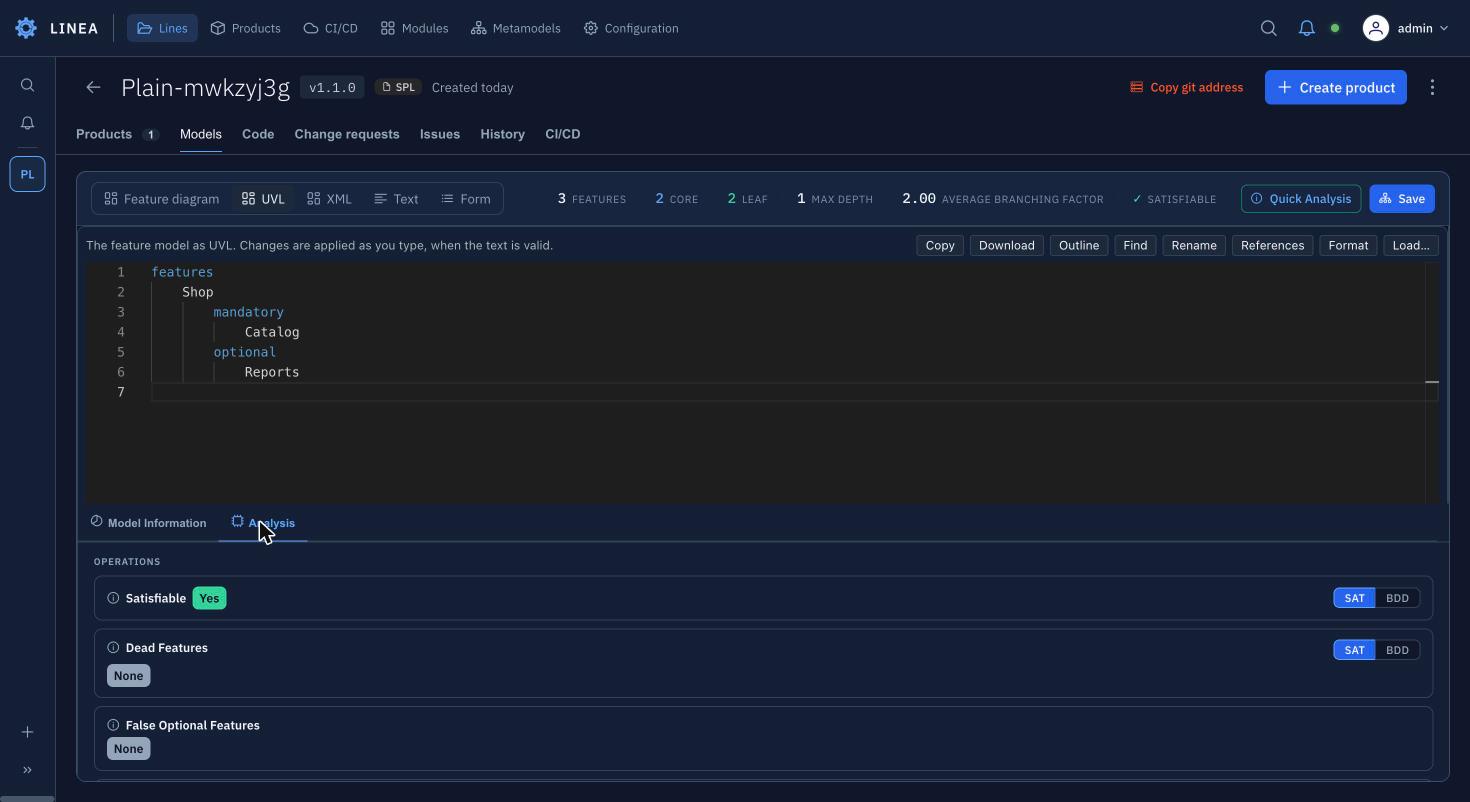 LINEA
Lines
Products
CI/CD
Modules
Metamodels
Configuration
admin
Plain-mwkzyj3g
v1.1.0
SPL
Created today
Copy git address
Create product
PL
Products 1
Models
Code
Change requests
Issues
History
CI/CD
Feature diagram
UVL
XML
Text
Form
3 FEATURES
2 CORE
2 LEAF
1 MAX DEPTH
2.00 AVERAGE BRANCHING FACTOR
✓ SATISFIABLE
Quick Analysis
Save
The feature model as UVL. Changes are applied as you type, when the text is valid.
Copy
Download
Outline
Find
Rename
References
Format
Load...
1 features
2 Shop
3 mandatory
4 Catalog
5 optional
6 Reports
7
Model Information
Analysis
OPERATIONS
Satisfiable Yes
SAT BDD
Dead Features
SAT BDD
None
False Optional Features
None